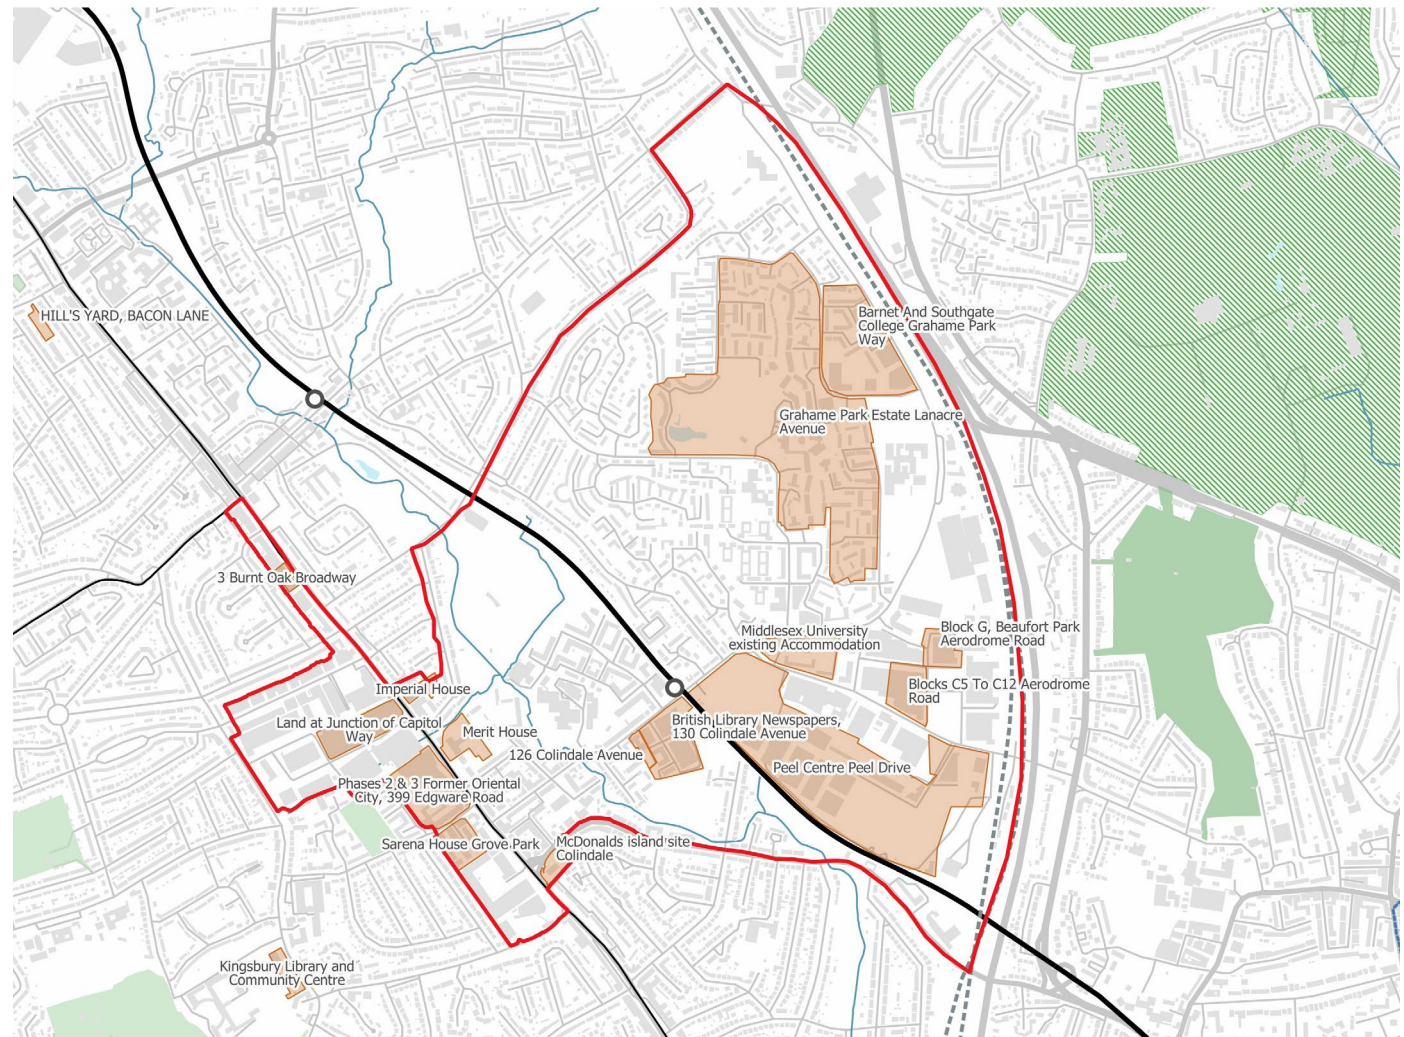 HILL'S YARD, BACON LANE
Barnet And Southgate
College Grahame Park
Way
Grahame Park Estate Lanacre
Avenue
3 Burnt Oak Broadway
Middlesex University
existing Accommodation
Block G, Beaufort Park
Aerodrome Road
Imperial House
Blocks C5 To C12 Aerodrome
Road
Land at Junction of Capitol
Way
Merit House
British Library Newspapers,
130 Colindale Avenue
126 Colindale Avenue
Peel Centre Peel Drive
Phases 2 & 3 Former Oriental
City, 399 Edgware Road
Sarena House Grove Park
McDonalds island site
Colindale
Kingsbury Library and
Community Centre